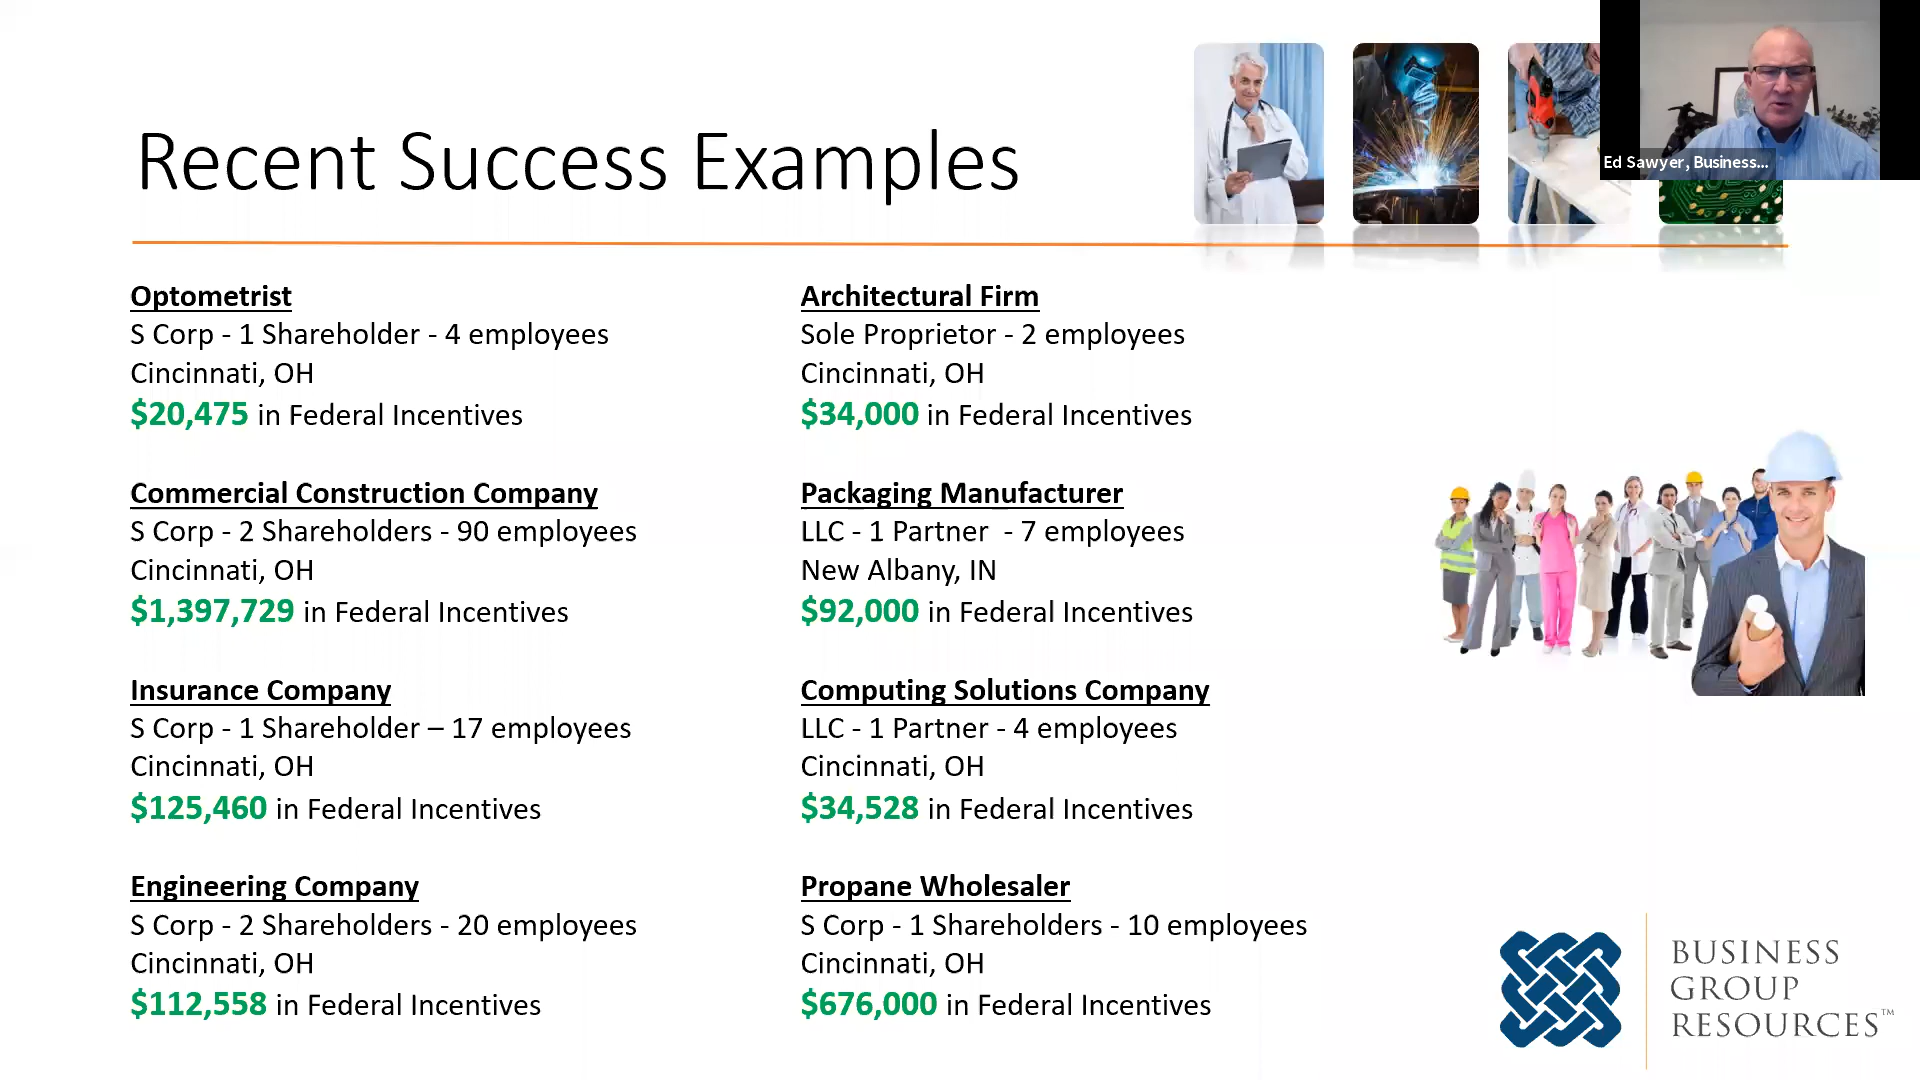 Recent Success Examples
Ed Sawyer, Business...
Optometrist
S Corp - 1 Shareholder - 4 employees
Cincinnati, OH
$20,475 in Federal Incentives
Commercial Construction Company
S Corp - 2 Shareholders - 90 employees
Cincinnati, OH
$1,397,729 in Federal Incentives
Insurance Company
S Corp - 1 Shareholder – 17 employees
Cincinnati, OH
$125,460 in Federal Incentives
Engineering Company
S Corp - 2 Shareholders - 20 employees
Cincinnati, OH
$112,558 in Federal Incentives
Architectural Firm
Sole Proprietor - 2 employees
Cincinnati, OH
$34,000 in Federal Incentives
Packaging Manufacturer
LLC - 1 Partner - 7 employees
New Albany, IN
$92,000 in Federal Incentives
Computing Solutions Company
LLC - 1 Partner - 4 employees
Cincinnati, OH
$34,528 in Federal Incentives
Propane Wholesaler
S Corp - 1 Shareholders - 10 employees
Cincinnati, OH
$676,000 in Federal Incentives
BUSINESS
GROUP
RESOURCES™